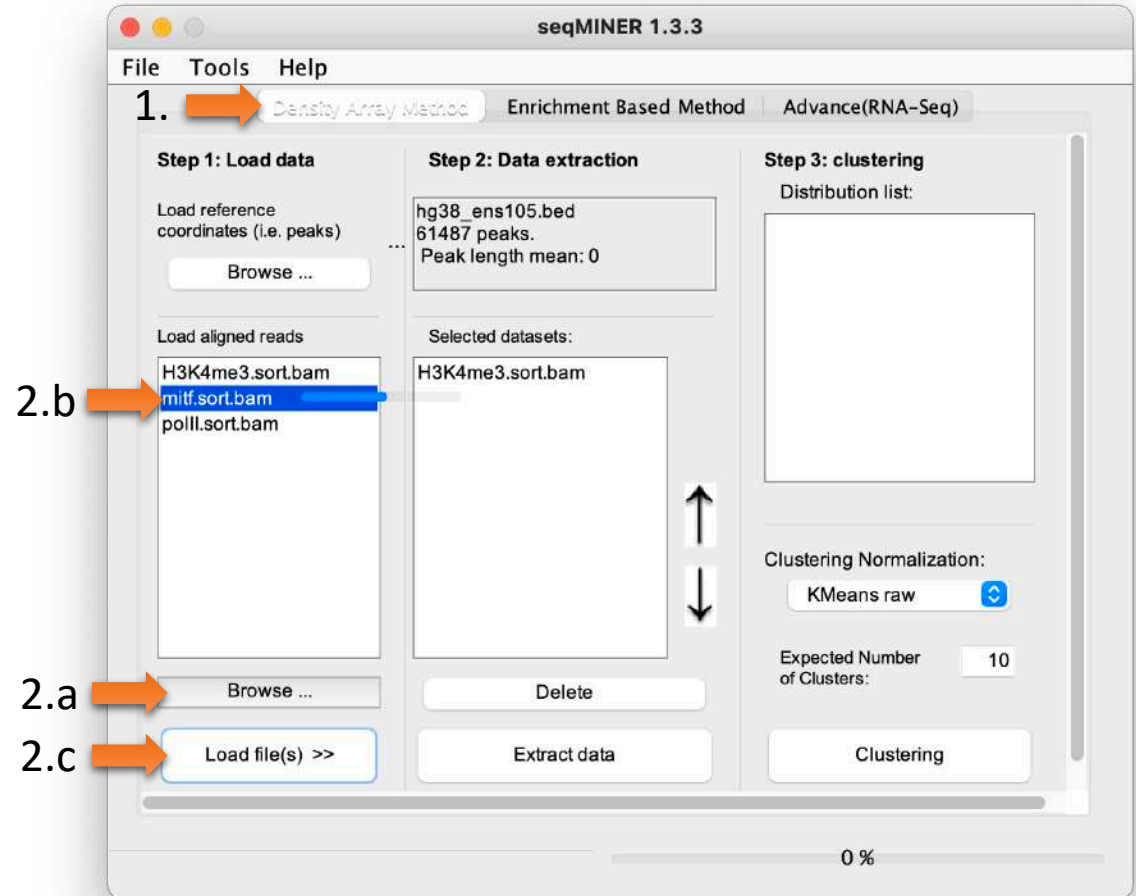 seqMINER 1.3.3
File Tools Help
1.
Density Array Method Enrichment Based Method Advance(RNA-Seq)
Step 1: Load data
Load reference
coordinates (i.e. peaks)
...
Browse ...
Load aligned reads
H3K4me3.sort.bam
2.b
mitf.sort.bam
polII.sort.bam
2.a
Browse ...
2.c
Load file(s) >>
Step 2: Data extraction
hg38_ens105.bed
61487 peaks.
Peak length mean: 0
Selected datasets:
H3K4me3.sort.bam
Delete
Extract data
Step 3: clustering
Distribution list:
Clustering Normalization:
KMeans raw
Expected Number
of Clusters:
10
Clustering
0 %